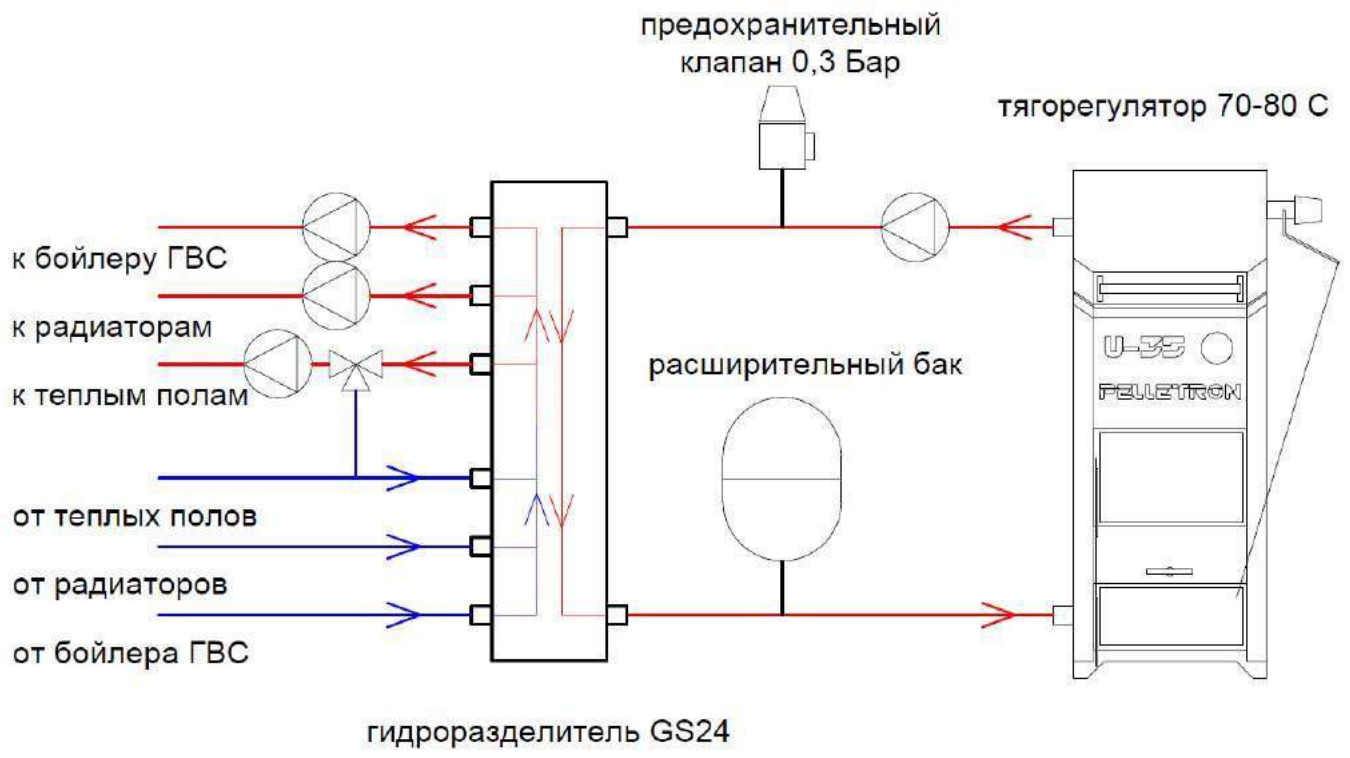 предохранительный
клапан 0,3 Бар
тягорегулятор 70-80 С
к бойлеру ГВС
к радиаторам
к теплым полам
расширительный бак
U-33
PELLETRON
от теплых полов
от радиаторов
от бойлера ГВС
гидроразделитель GS24